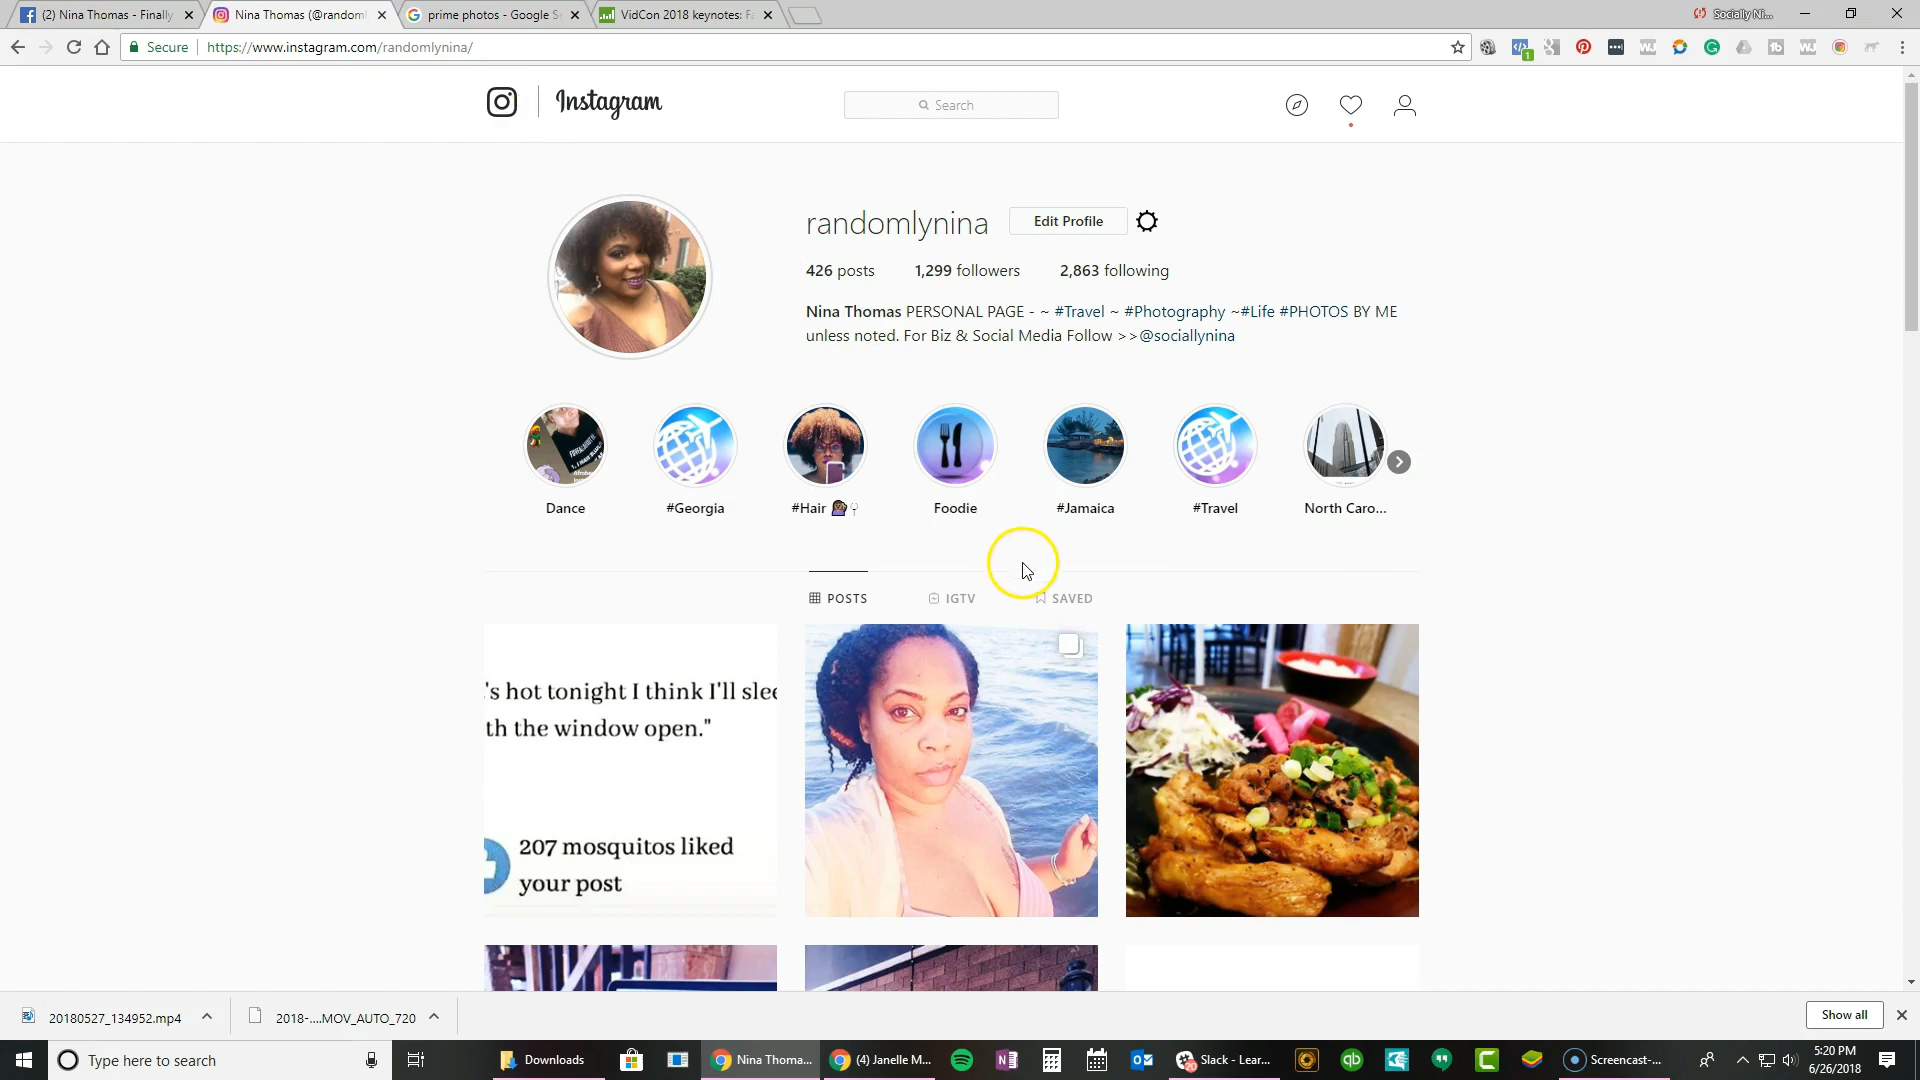 (2) Nina Thomas - Finally
Nina Thomas (@randoml
prime photos - Google S
VidCon 2018 keynotes: Fa
Socially Ni...
Secure
https://www.instagram.com/randomlynina/
1
Instagram
Search
randomlynina
Edit Profile
426 posts
1,299 followers
2,863 following
Nina Thomas PERSONAL PAGE - ~ #Travel ~ #Photography ~#Life #PHOTOS BY ME
unless noted. For Biz & Social Media Follow >>@sociallynina
Dance
#Georgia
#Hair
Foodie
#Jamaica
#Travel
North Caro...
POSTS
IGTV
SAVED
's hot tonight I think I'll slee
th the window open."
207 mosquitos liked
your post
20180527_134952.mp4
2018-....MOV_AUTO_720
Show all
Type here to search
Downloads
Nina Thoma...
(4) Janelle M...
Slack - Lear...
Screencast-...
5:20 PM
6/26/2018